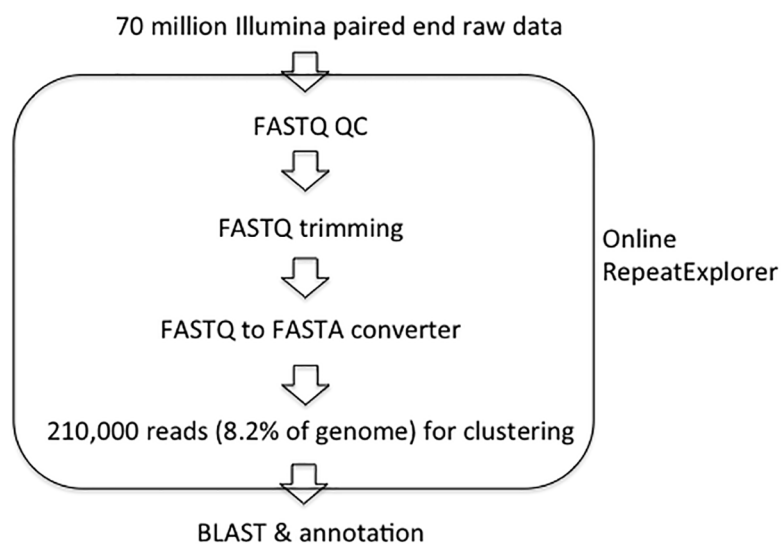 70 million Illumina paired end raw data
FASTQ QC
FASTQ trimming
Online
RepeatExplorer
FASTQ to FASTA converter
210,000 reads (8.2% of genome) for clustering
BLAST & annotation